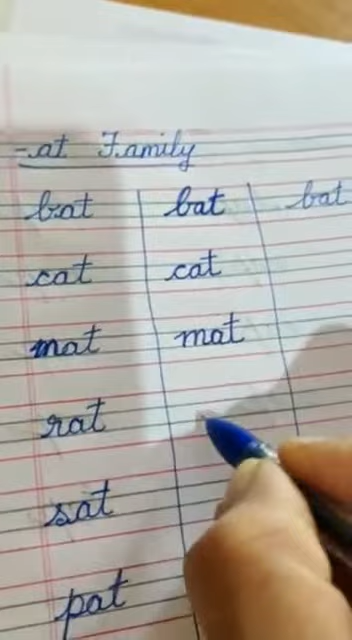 -at Family
bat bat bat
cat cat
mat mat
rat
sat
pat